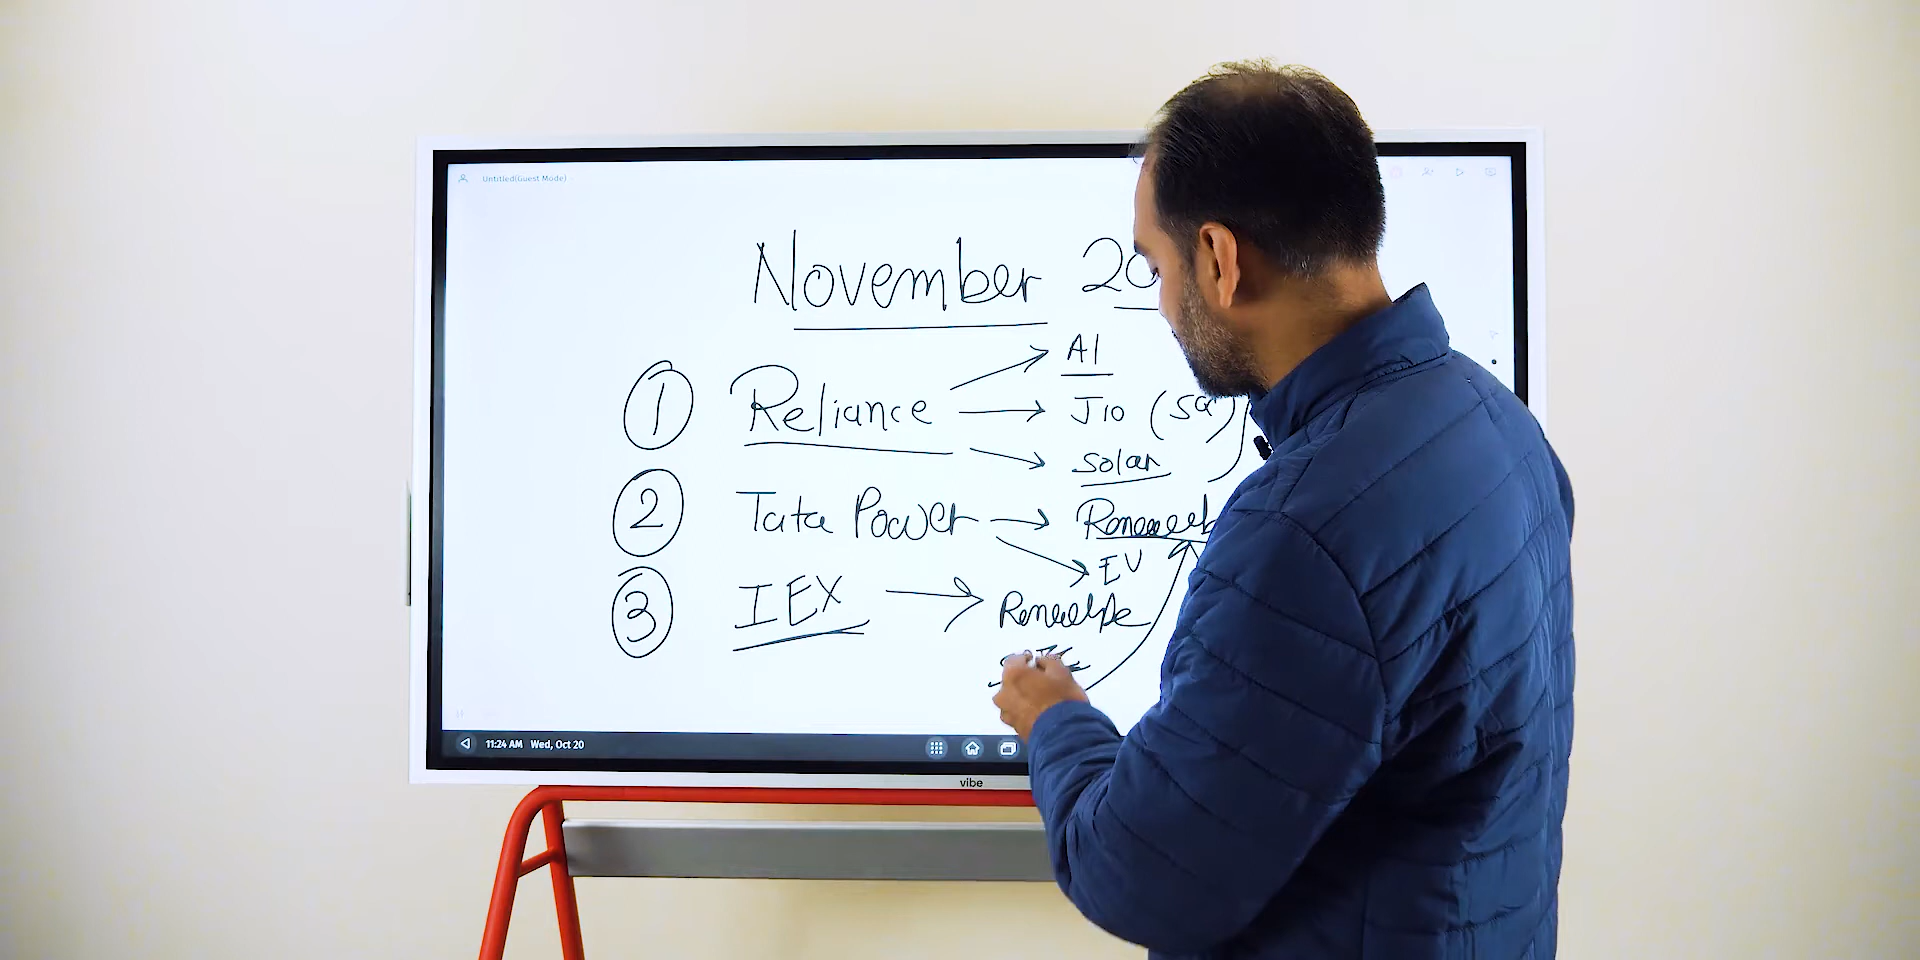 Untitled(Guest Mode)
November 20
AI
1 Reliance
Jio (
Solar
2 Tata Power
EV
3 IEX
11:24 AM Wed, Oct 20
vibe